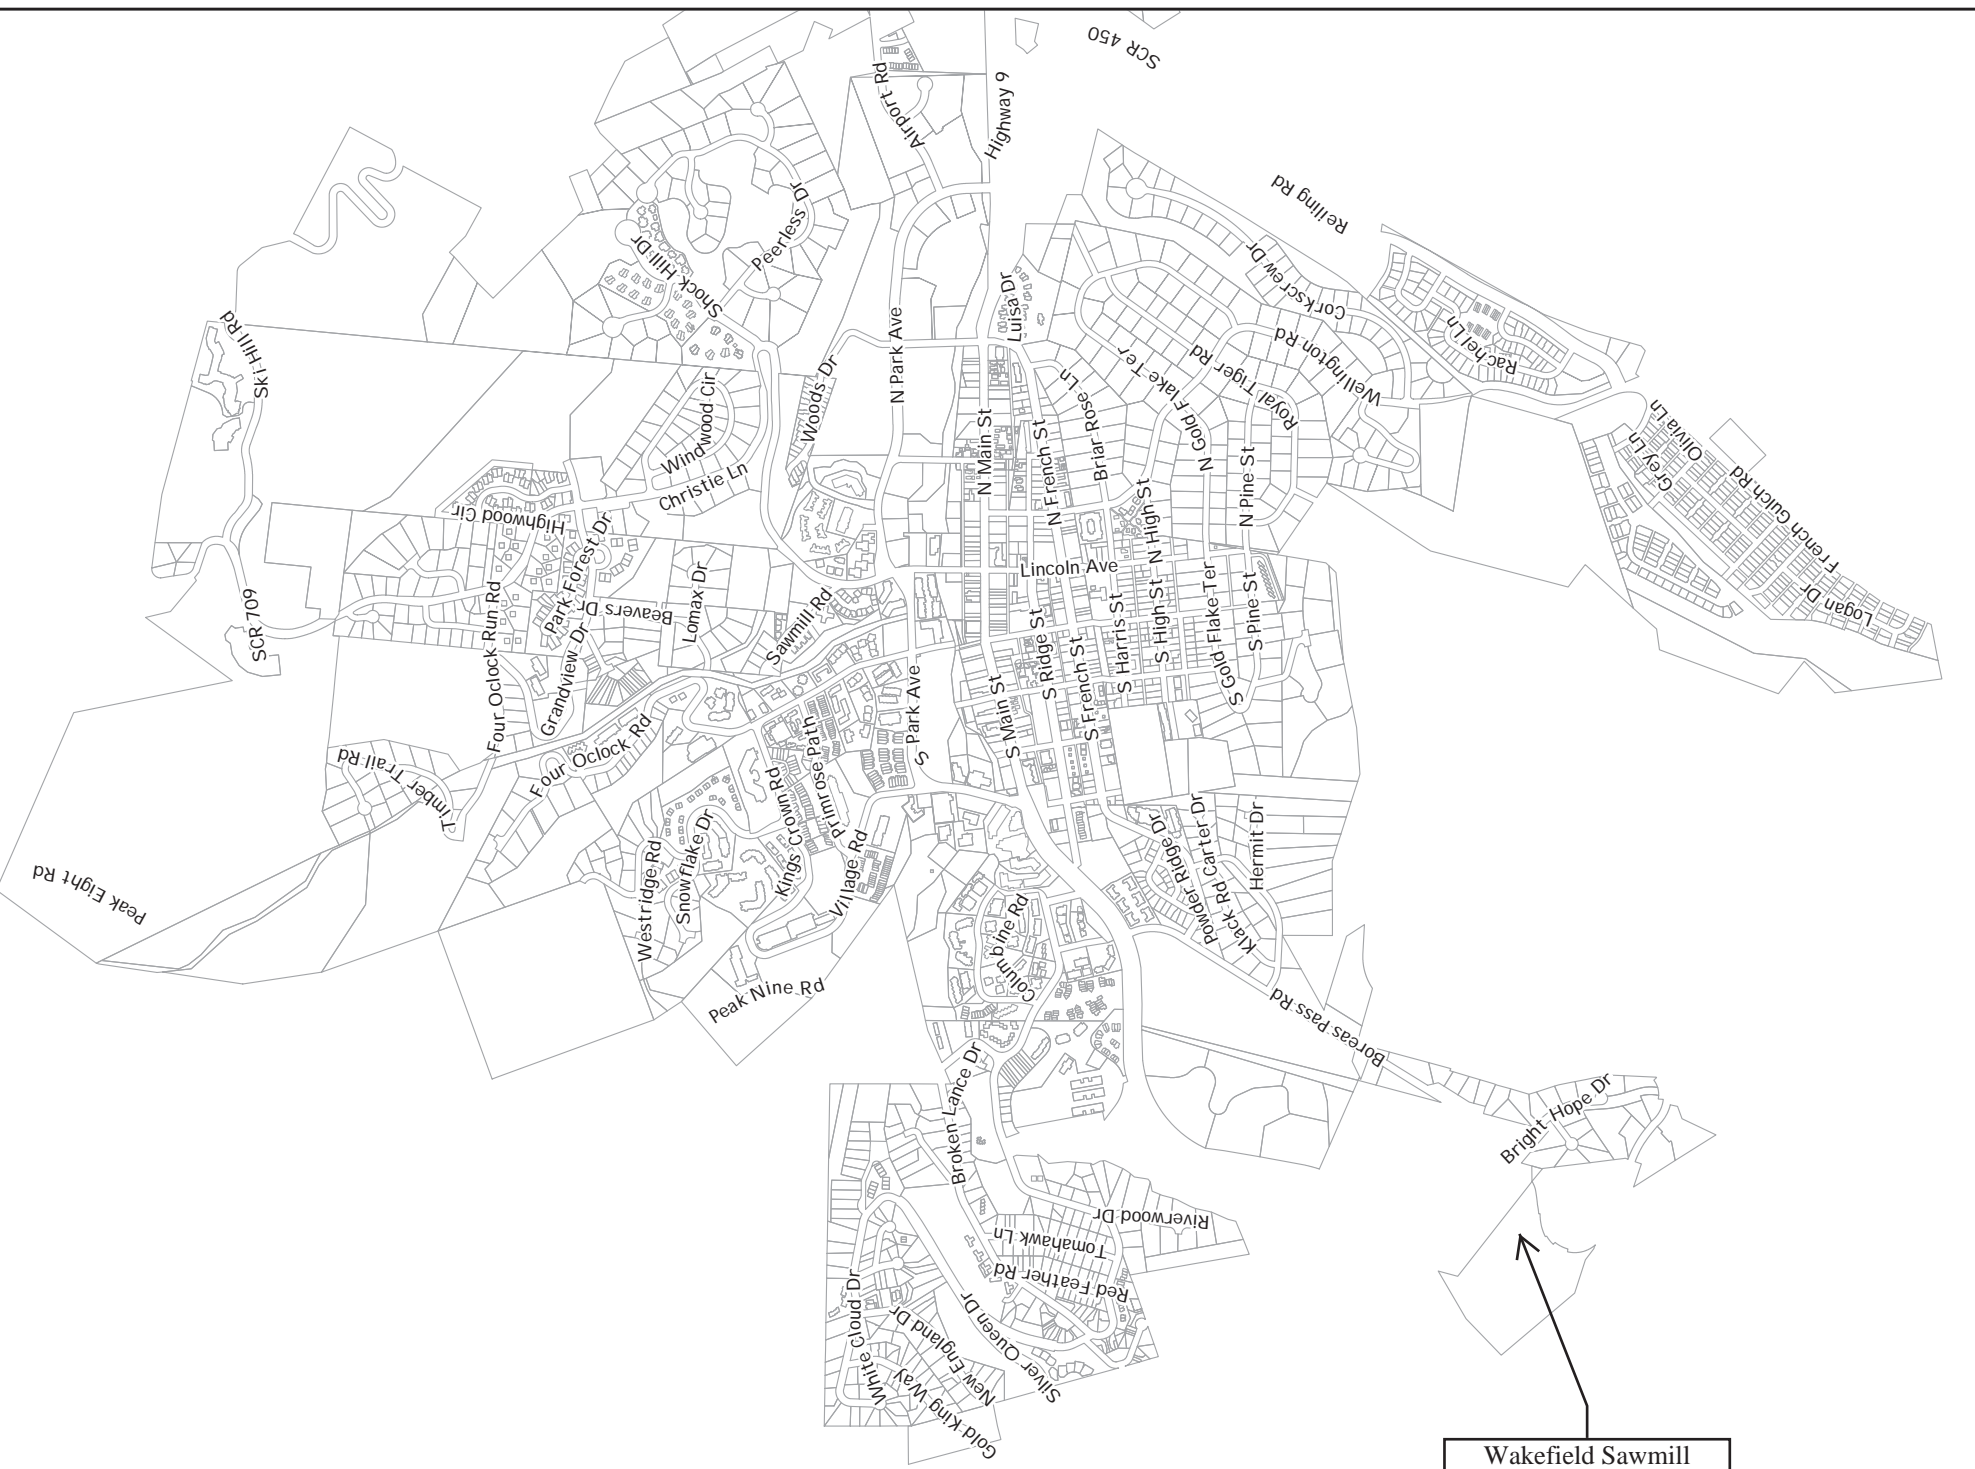 SCR 450
Airport Rd
Highway 9
Reiling Rd
Peerless Dr
Shock Hill Dr
Corkscrew Dr
Luisa Dr
Ski Hill Rd
N Park Ave
Wellington Rd
Rachel Ln
Royal Tiger Rd
N Gold Flake Ter
Woods Dr
Windwood Cir
Briar Rose Ln
N Main St
N French St
Christie Ln
Olivia Ln
Grey Ln
French Gulch Rd
Highwood Cir
N Pine St
N High St
Park Forest Dr
Lincoln Ave
Logan Dr
SCR 709
Four Oclock Run Rd
Beavers Dr
Lomax Dr
Sawmill Rd
S Ridge St
S Harris St
S High St
S Gold Flake Ter
S Pine St
Grandview Dr
S French St
S Park Ave
S Main St
Four Oclock Rd
Timber Trail Rd
Primrose Path
Kings Crown Rd
Peak Eight Rd
Westridge Rd
Snowflake Dr
Village Rd
Powder Ridge Dr
Carter Dr
Klack Rd
Hermit Dr
Columbine Rd
Peak Nine Rd
Boreas Pass Rd
Broken Lance Dr
Bright Hope Dr
Riverwood Dr
Tomahawk Ln
Red Feather Rd
White Cloud Dr
New England Dr
Silver Queen Dr
Gold King Way
Wakefield Sawmill